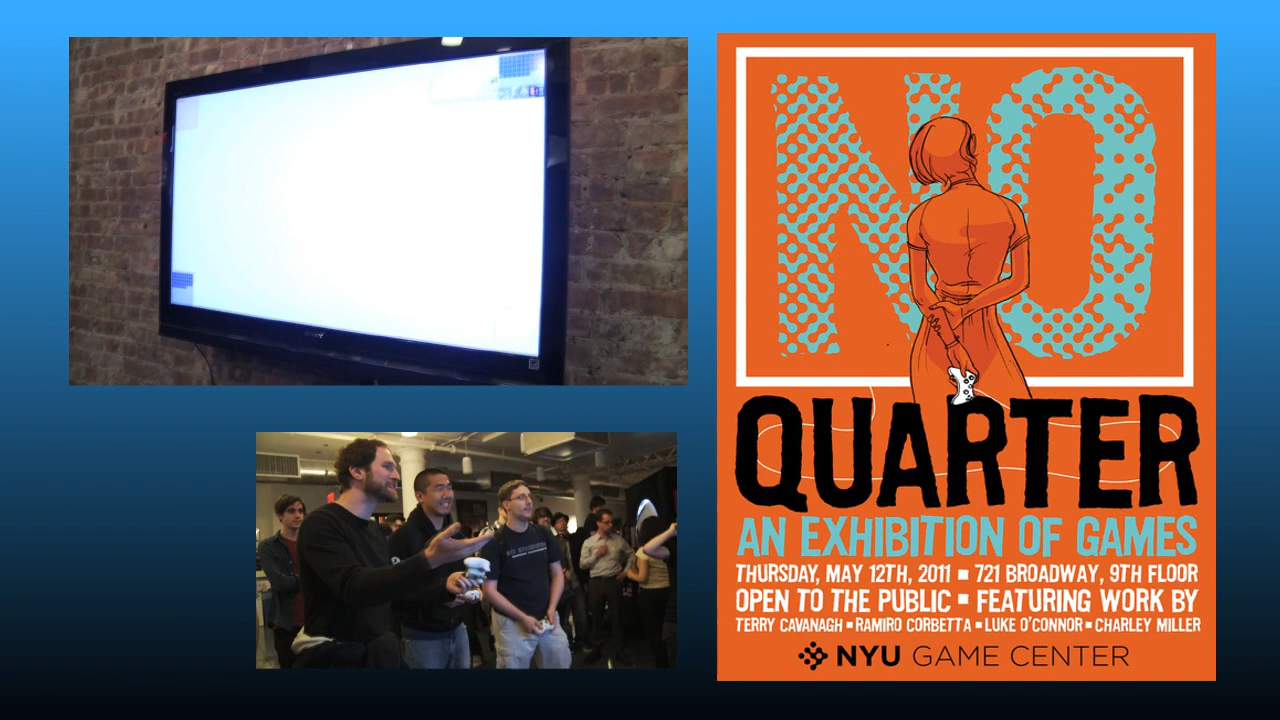 NO
QUARTER
AN EXHIBITION OF GAMES
THURSDAY, MAY 12TH, 2011 ▪ 721 BROADWAY, 9TH FLOOR
OPEN TO THE PUBLIC ▪ FEATURING WORK BY
TERRY CAVANAGH ▪ RAMIRO CORBETTA ▪ LUKE O'CONNOR ▪ CHARLEY MILLER
NYU GAME CENTER